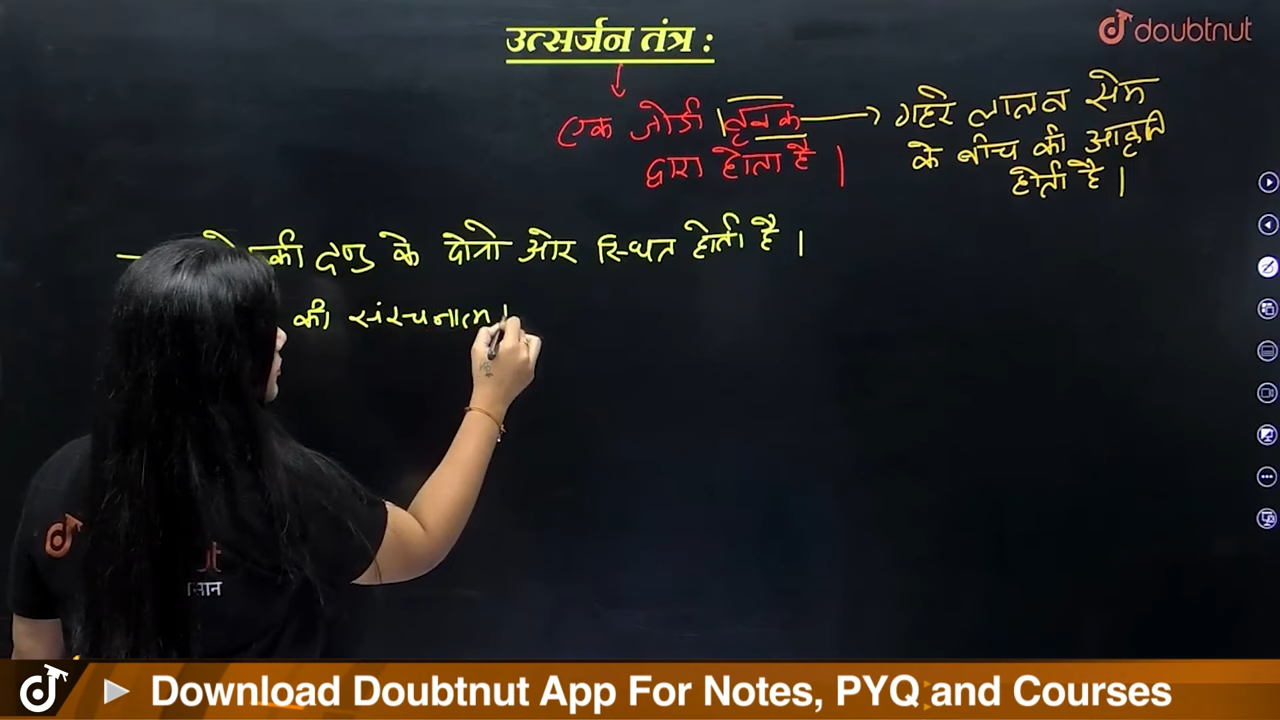 उत्सर्जन तंत्र :
doubtnut
एक जोडी वृक्क
द्वारा होता है ।
गहरे लाल व सेम
के बीच की आकृति
होती है ।
की दण्ड के दोनो ओर स्थित होती है ।
की संरचनात्म
सान
Download Doubtnut App For Notes, PYQ and Courses